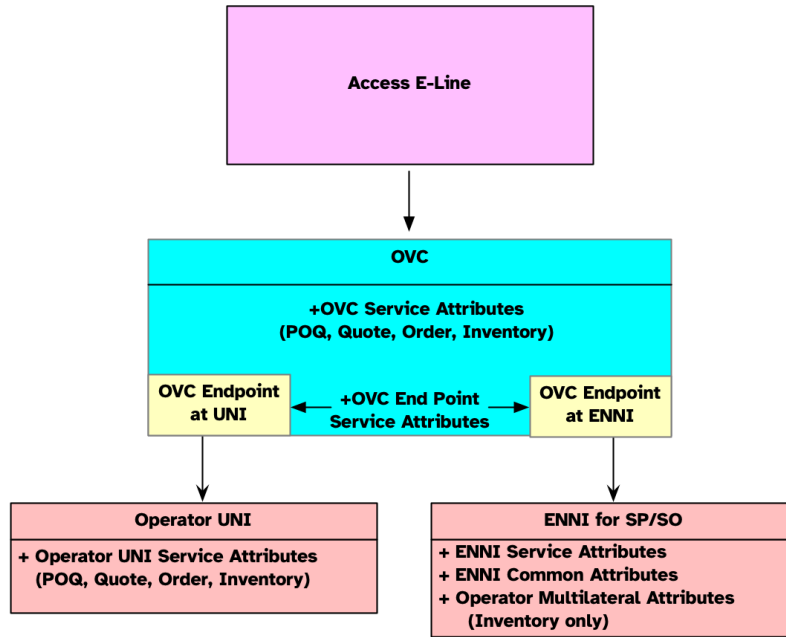 Access E-Line
OVC
+OVC Service Attributes
(POQ, Quote, Order, Inventory)
OVC Endpoint
at UNI
+OVC End Point
Service Attributes
OVC Endpoint
at ENNI
Operator UNI
+ Operator UNI Service Attributes
(POQ, Quote, Order, Inventory)
ENNI for SP/SO
+ ENNI Service Attributes
+ ENNI Common Attributes
+ Operator Multilateral Attributes
(Inventory only)